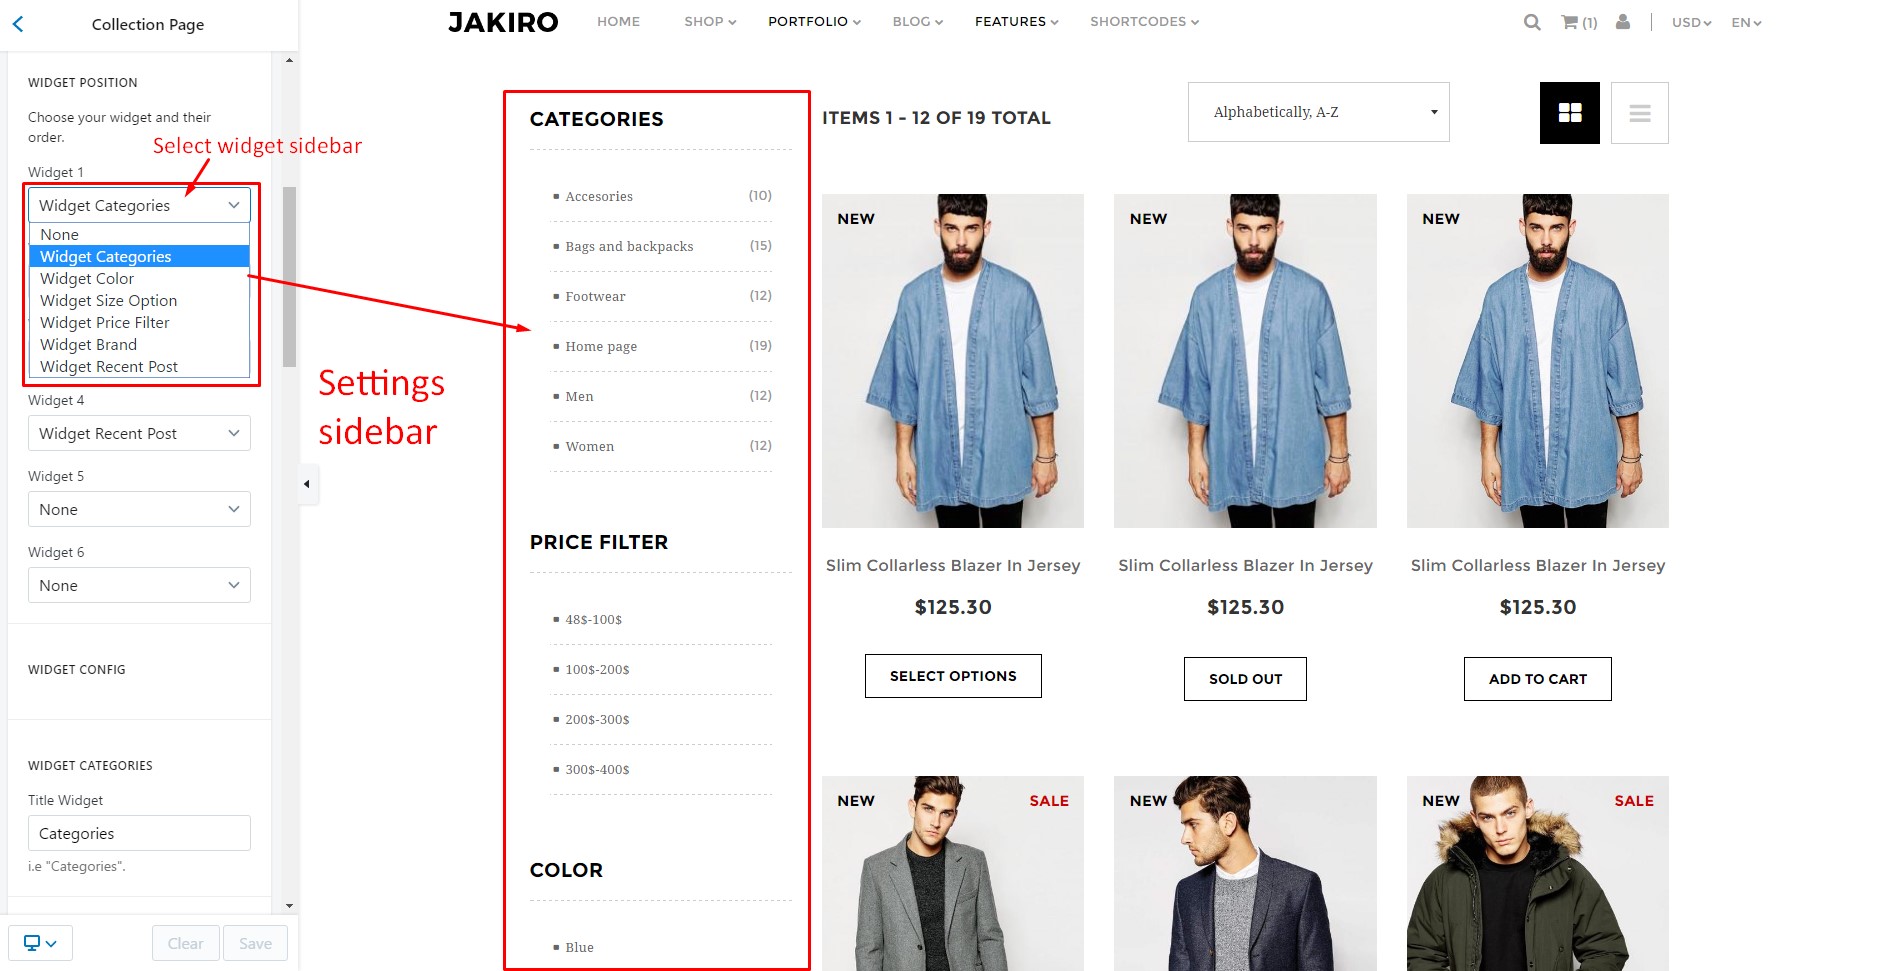 Collection Page
WIDGET POSITION
Choose your widget and their
order.
Select widget sidebar
Widget 1
Widget Categories
None
Widget Categories
Widget Color
Widget Size Option
Widget Price Filter
Widget Brand
Widget Recent Post
Widget 4
Widget Recent Post
Widget 5
None
Widget 6
None
WIDGET CONFIG
WIDGET CATEGORIES
Title Widget
Categories
i.e "Categories".
Clear
Save
Settings
sidebar
JAKIRO
HOME
SHOP
PORTFOLIO
BLOG
FEATURES
SHORTCODES
(1)
USD
EN
CATEGORIES
Accesories (10)
Bags and backpacks (15)
Footwear (12)
Home page (19)
Men (12)
Women (12)
PRICE FILTER
48$-100$
100$-200$
200$-300$
300$-400$
COLOR
Blue
ITEMS 1 - 12 OF 19 TOTAL
Alphabetically, A-Z
NEW
Slim Collarless Blazer In Jersey
$125.30
SELECT OPTIONS
NEW
Slim Collarless Blazer In Jersey
$125.30
SOLD OUT
NEW
Slim Collarless Blazer In Jersey
$125.30
ADD TO CART
NEW SALE
NEW
NEW SALE